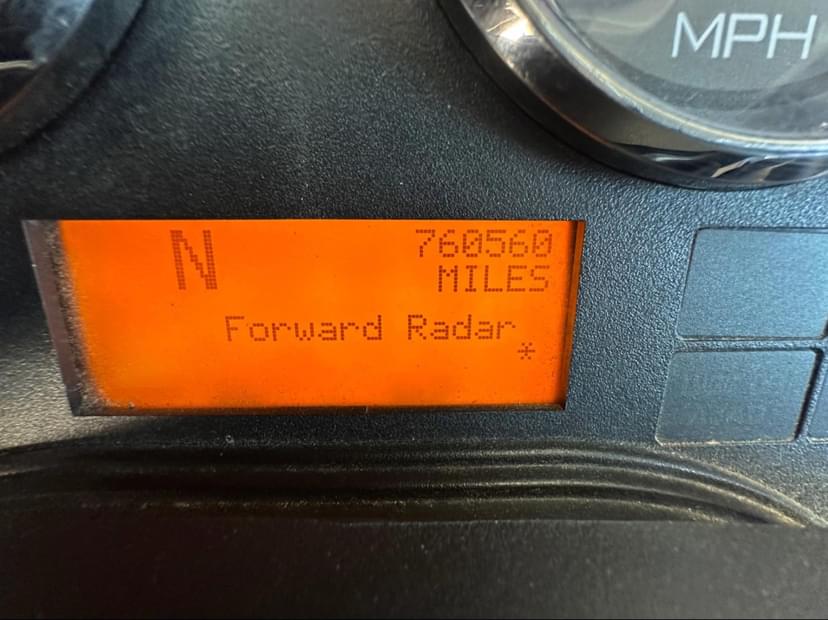 MPH
N 760560
MILES
Forward Radar
*